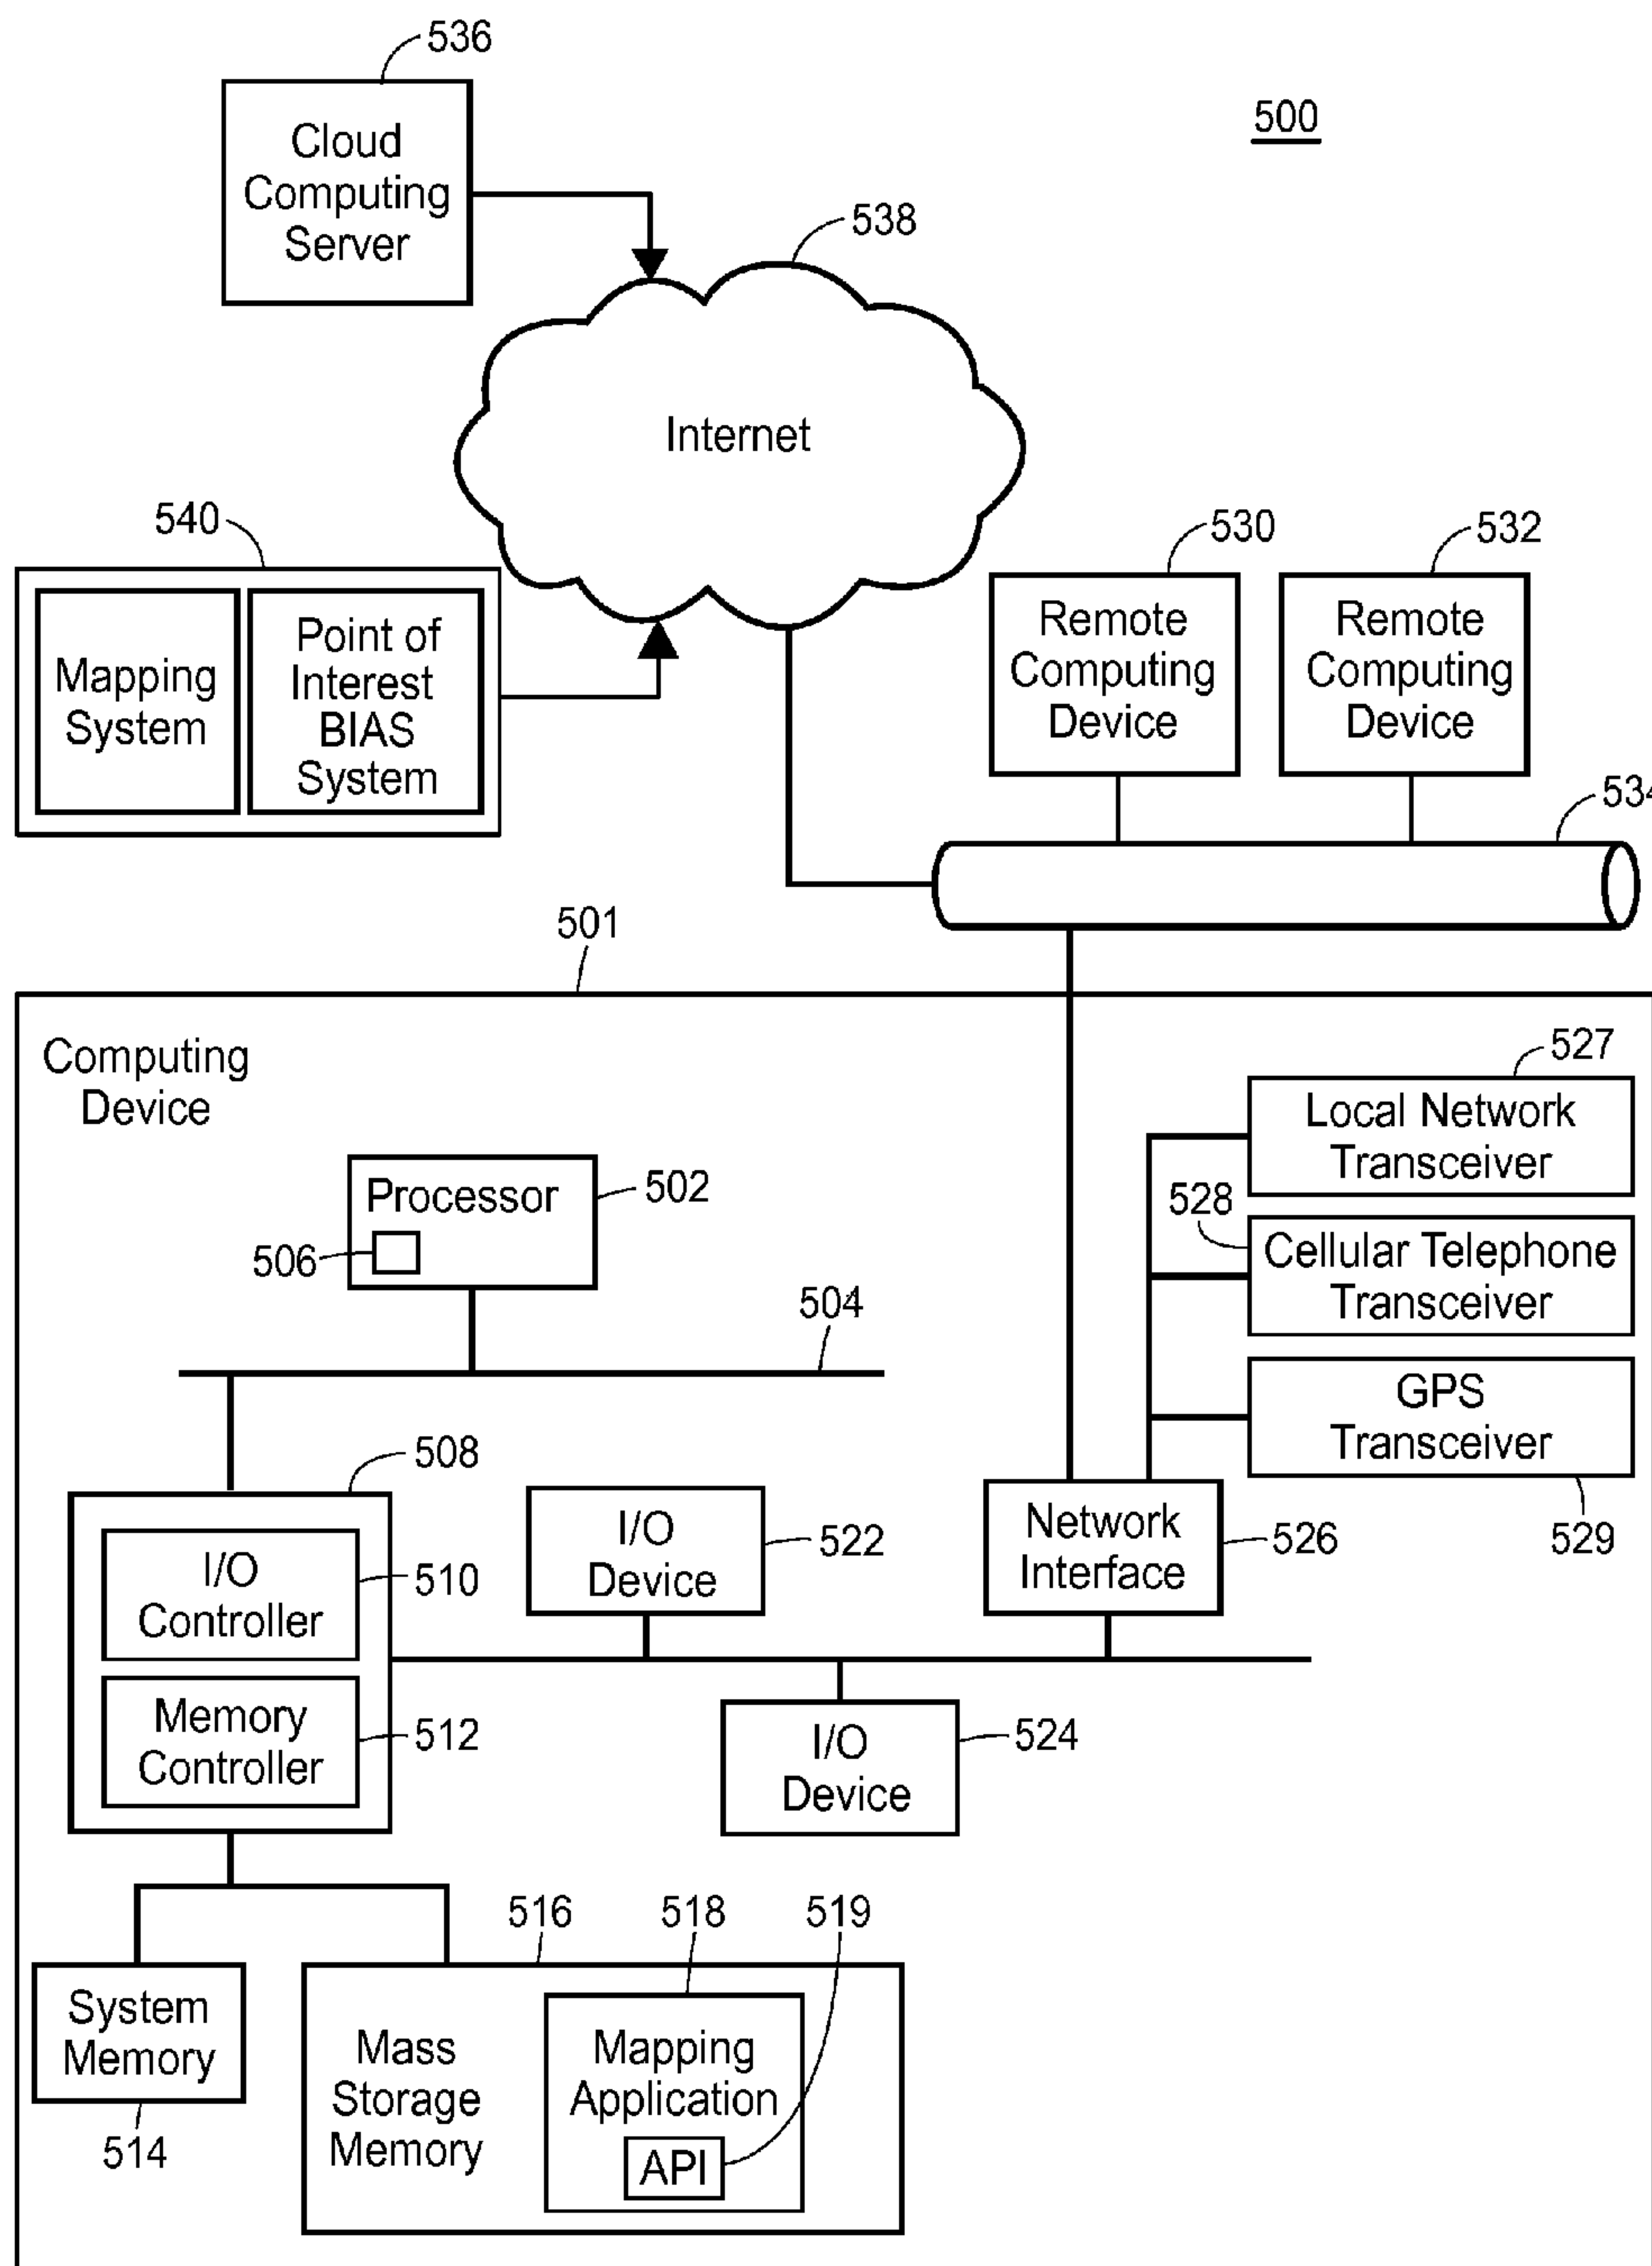 536
Cloud
Computing
Server
500
538
Internet
540
Mapping
System
Point of
Interest
BIAS
System
530
Remote
Computing
Device
532
Remote
Computing
Device
534
501
Computing
Device
527
Local Network
Transceiver
528
Cellular Telephone
Transceiver
GPS
Transceiver
529
Processor
502
506
504
508
I/O
Controller
510
Memory
Controller
512
I/O
Device
522
Network
Interface
526
I/O
Device
524
516
518
519
System
Memory
514
Mass
Storage
Memory
Mapping
Application
API